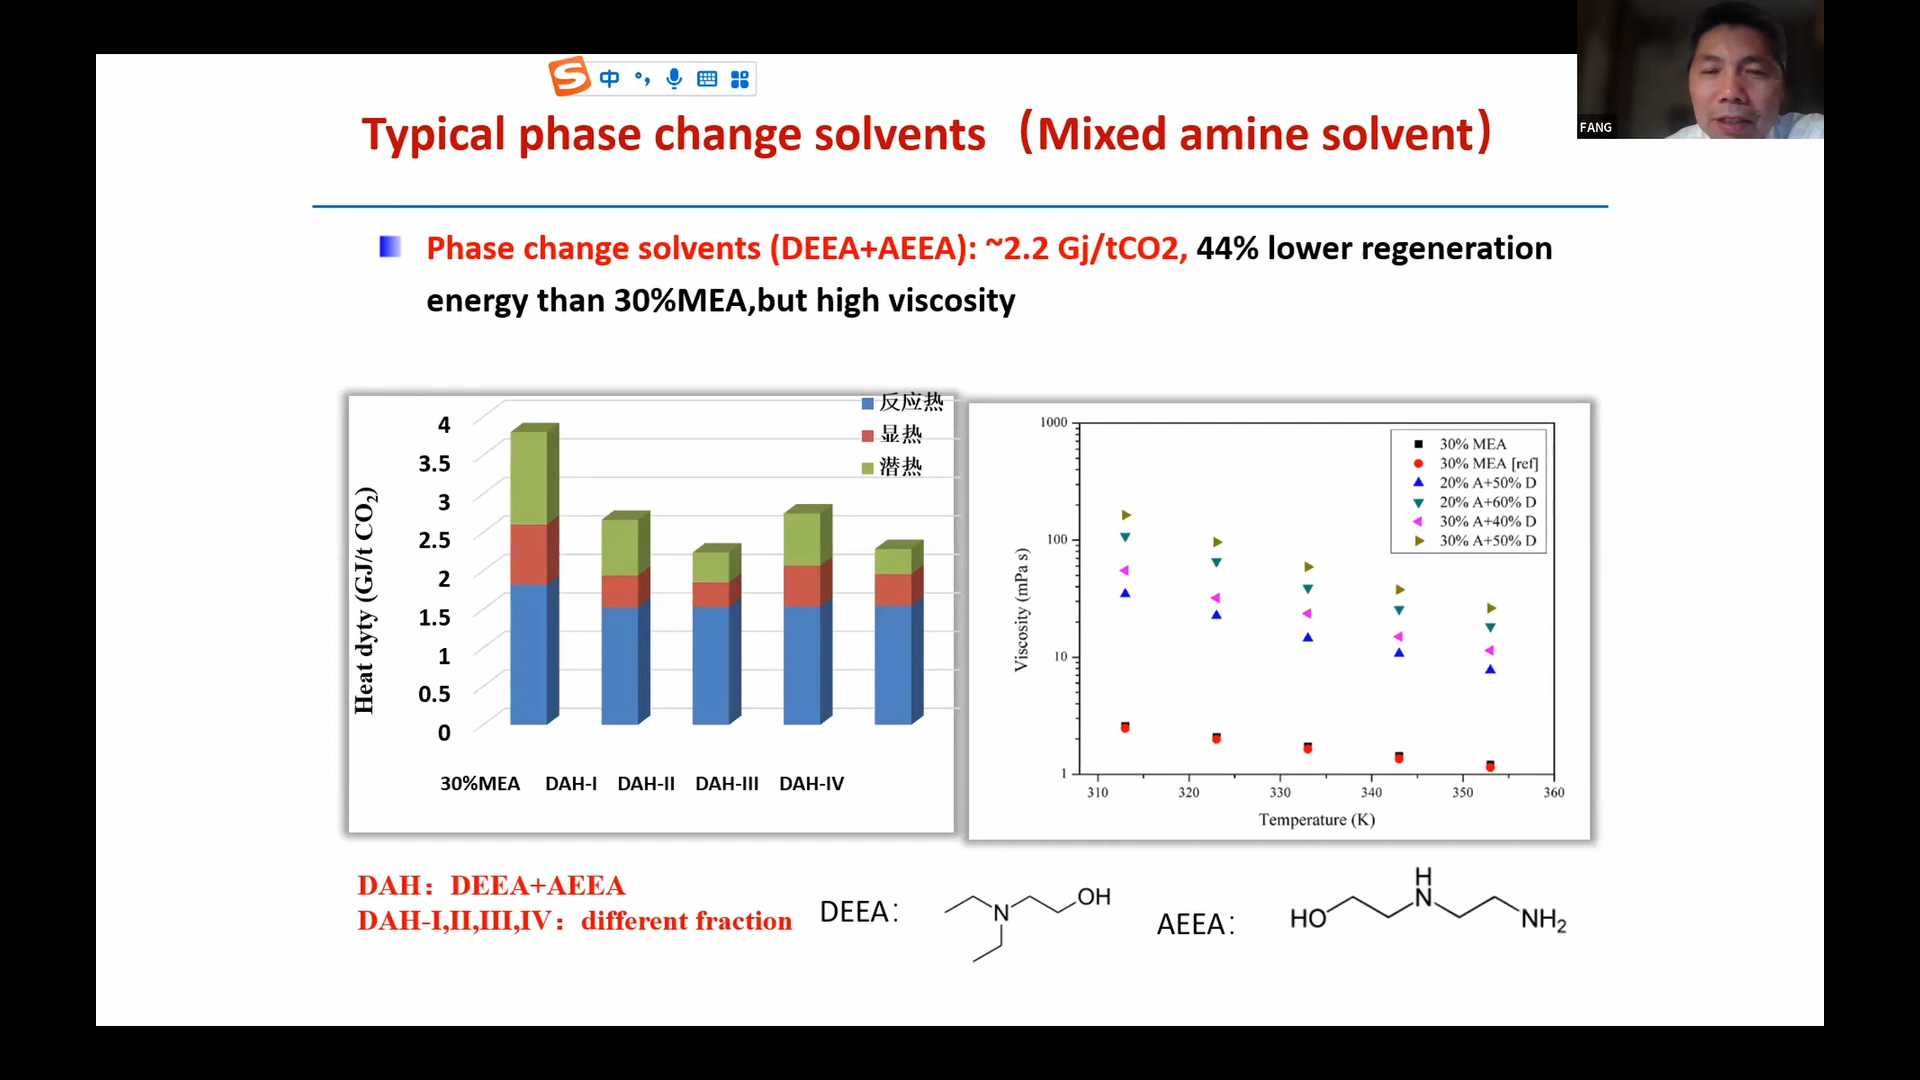 中
FANG
Typical phase change solvents（Mixed amine solvent）
Phase change solvents (DEEA+AEEA): ~2.2 Gj/tCO2, 44% lower regeneration
energy than 30%MEA,but high viscosity
反应热
显热
潜热
4
3.5
3
2.5
2
1.5
1
0.5
0
Heat dyty (GJ/t CO2)
30%MEA DAH-I DAH-II DAH-III DAH-IV
1000
100
10
1
Viscosity (mPa s)
30% MEA
30% MEA [ref]
20% A+50% D
20% A+60% D
30% A+40% D
30% A+50% D
310 320 330 340 350 360
Temperature (K)
DAH：DEEA+AEEA
DAH-I,II,III,IV：different fraction
DEEA：
N
OH
AEEA：
HO
H
N
NH2